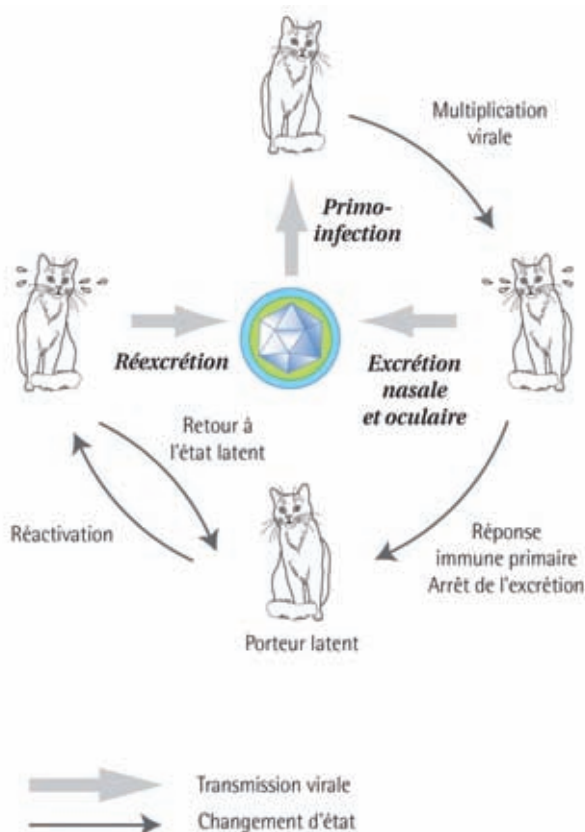 Multiplication
virale
Primo-
infection
Réexcrétion
Excrétion
nasale
et oculaire
Retour à
l'état latent
Réactivation
Réponse
immune primaire
Arrêt de l'excrétion
Porteur latent
Transmission virale
Changement d'état